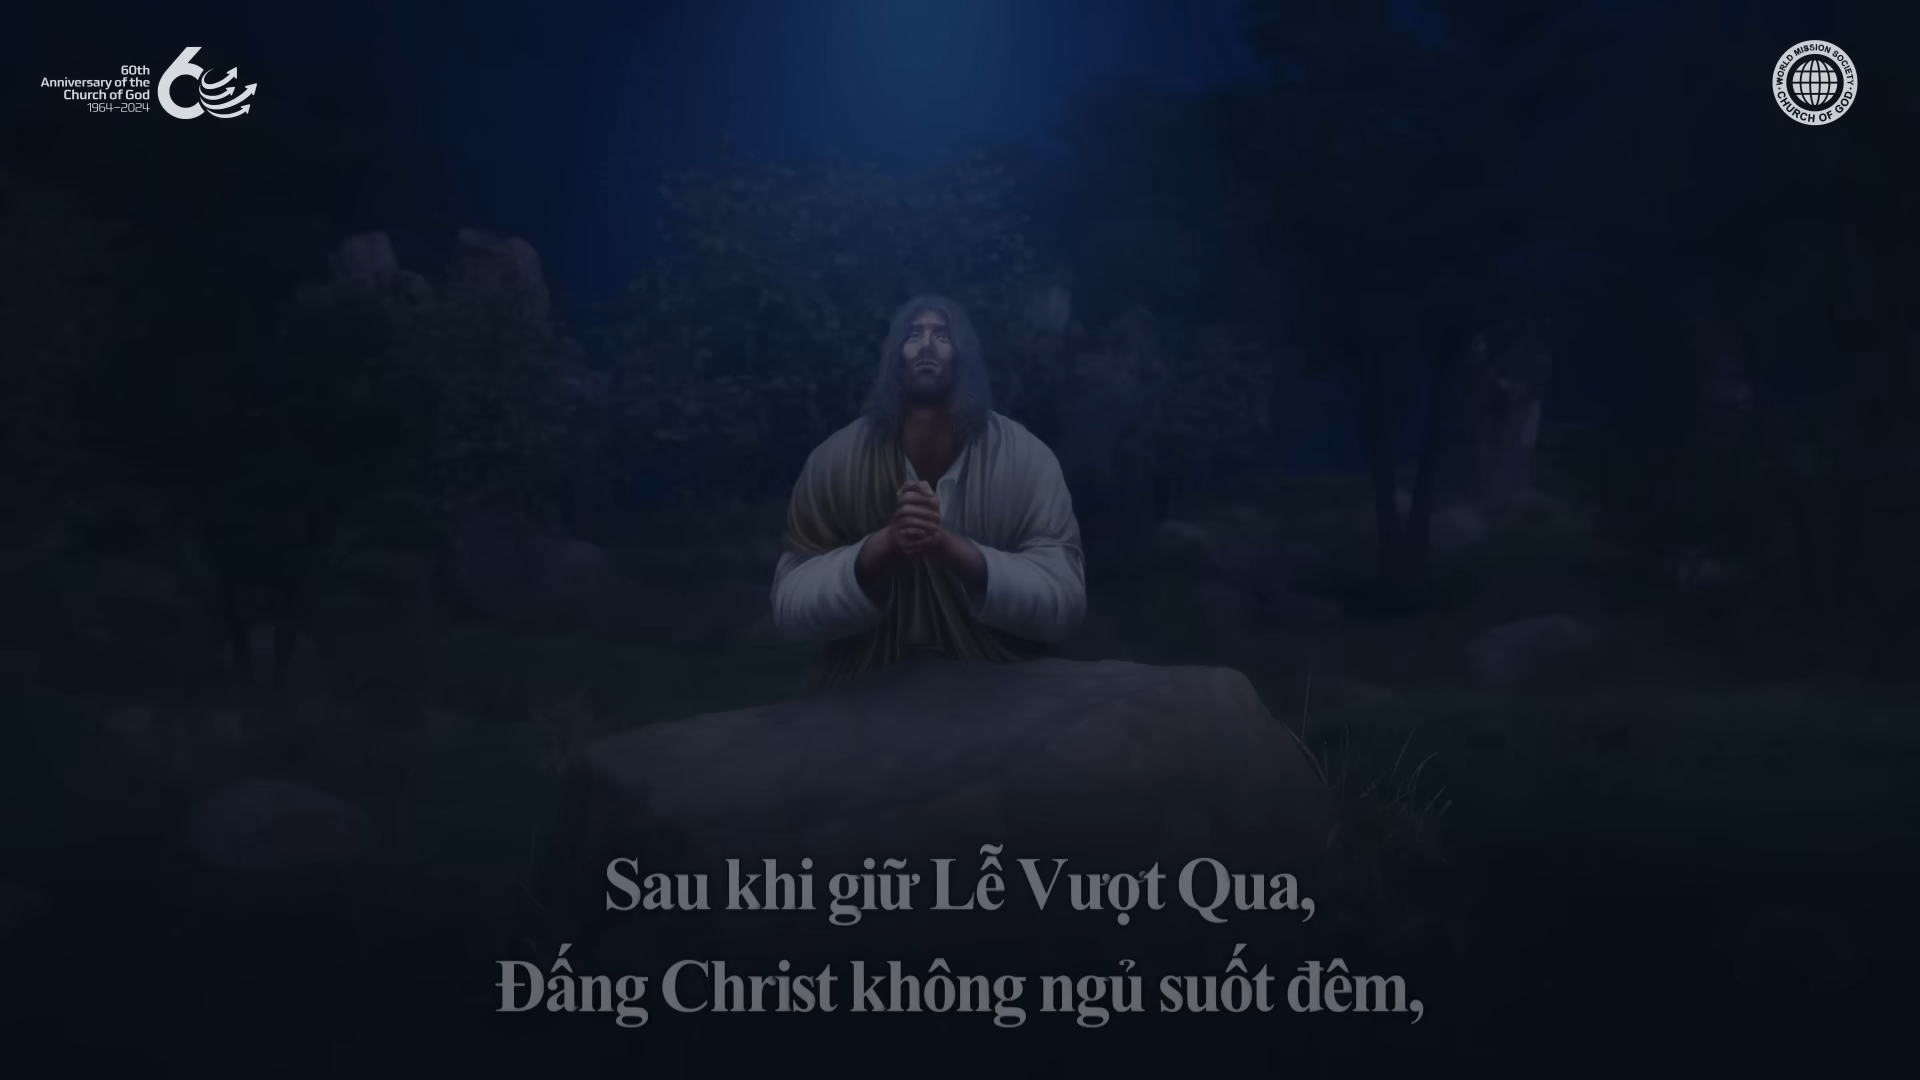 60th
Anniversary of the
Church of God
1964–2024
60
WORLD MISSION SOCIETY
CHURCH OF GOD
Sau khi giữ Lễ Vượt Qua,
Đấng Christ không ngủ suốt đêm,